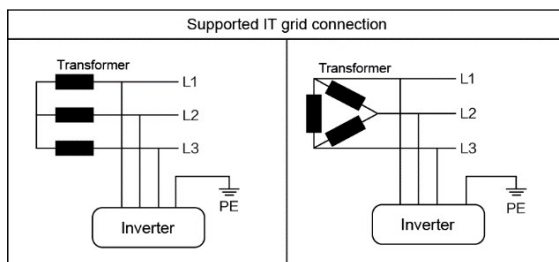 Supported IT grid connection
Transformer
L1
L2
L3
PE
Inverter
Transformer
L1
L2
L3
PE
Inverter